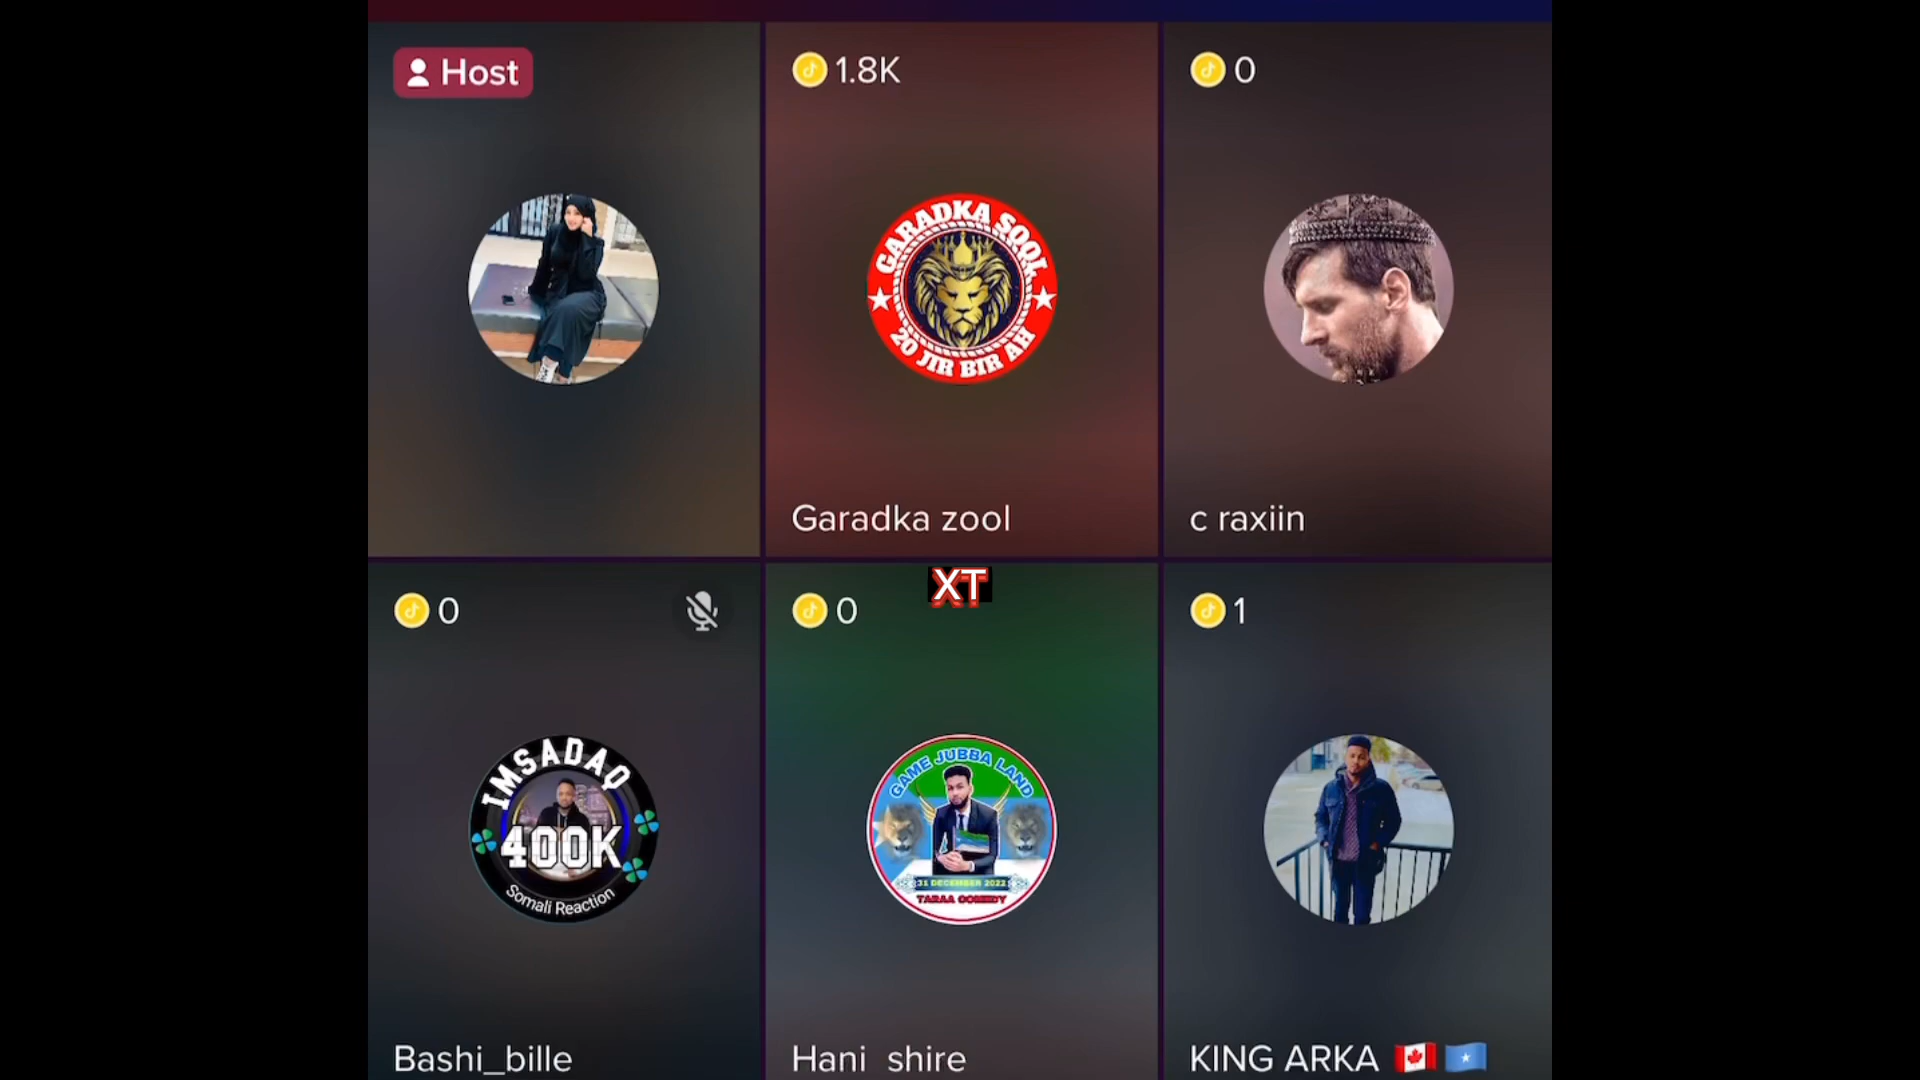 Host
1.8K
0
GARADKA SOOL
20 JIR BIR AH
Garadka zool
c raxiin
0
0
XT
1
IMSADAQ
400K
Somali Reaction
GAME JUBBA LAND
31 DECEMBER 2022
TARAA COMEDY
Bashi_bille
Hani shire
KING ARKA 🇨🇦 🇸🇴